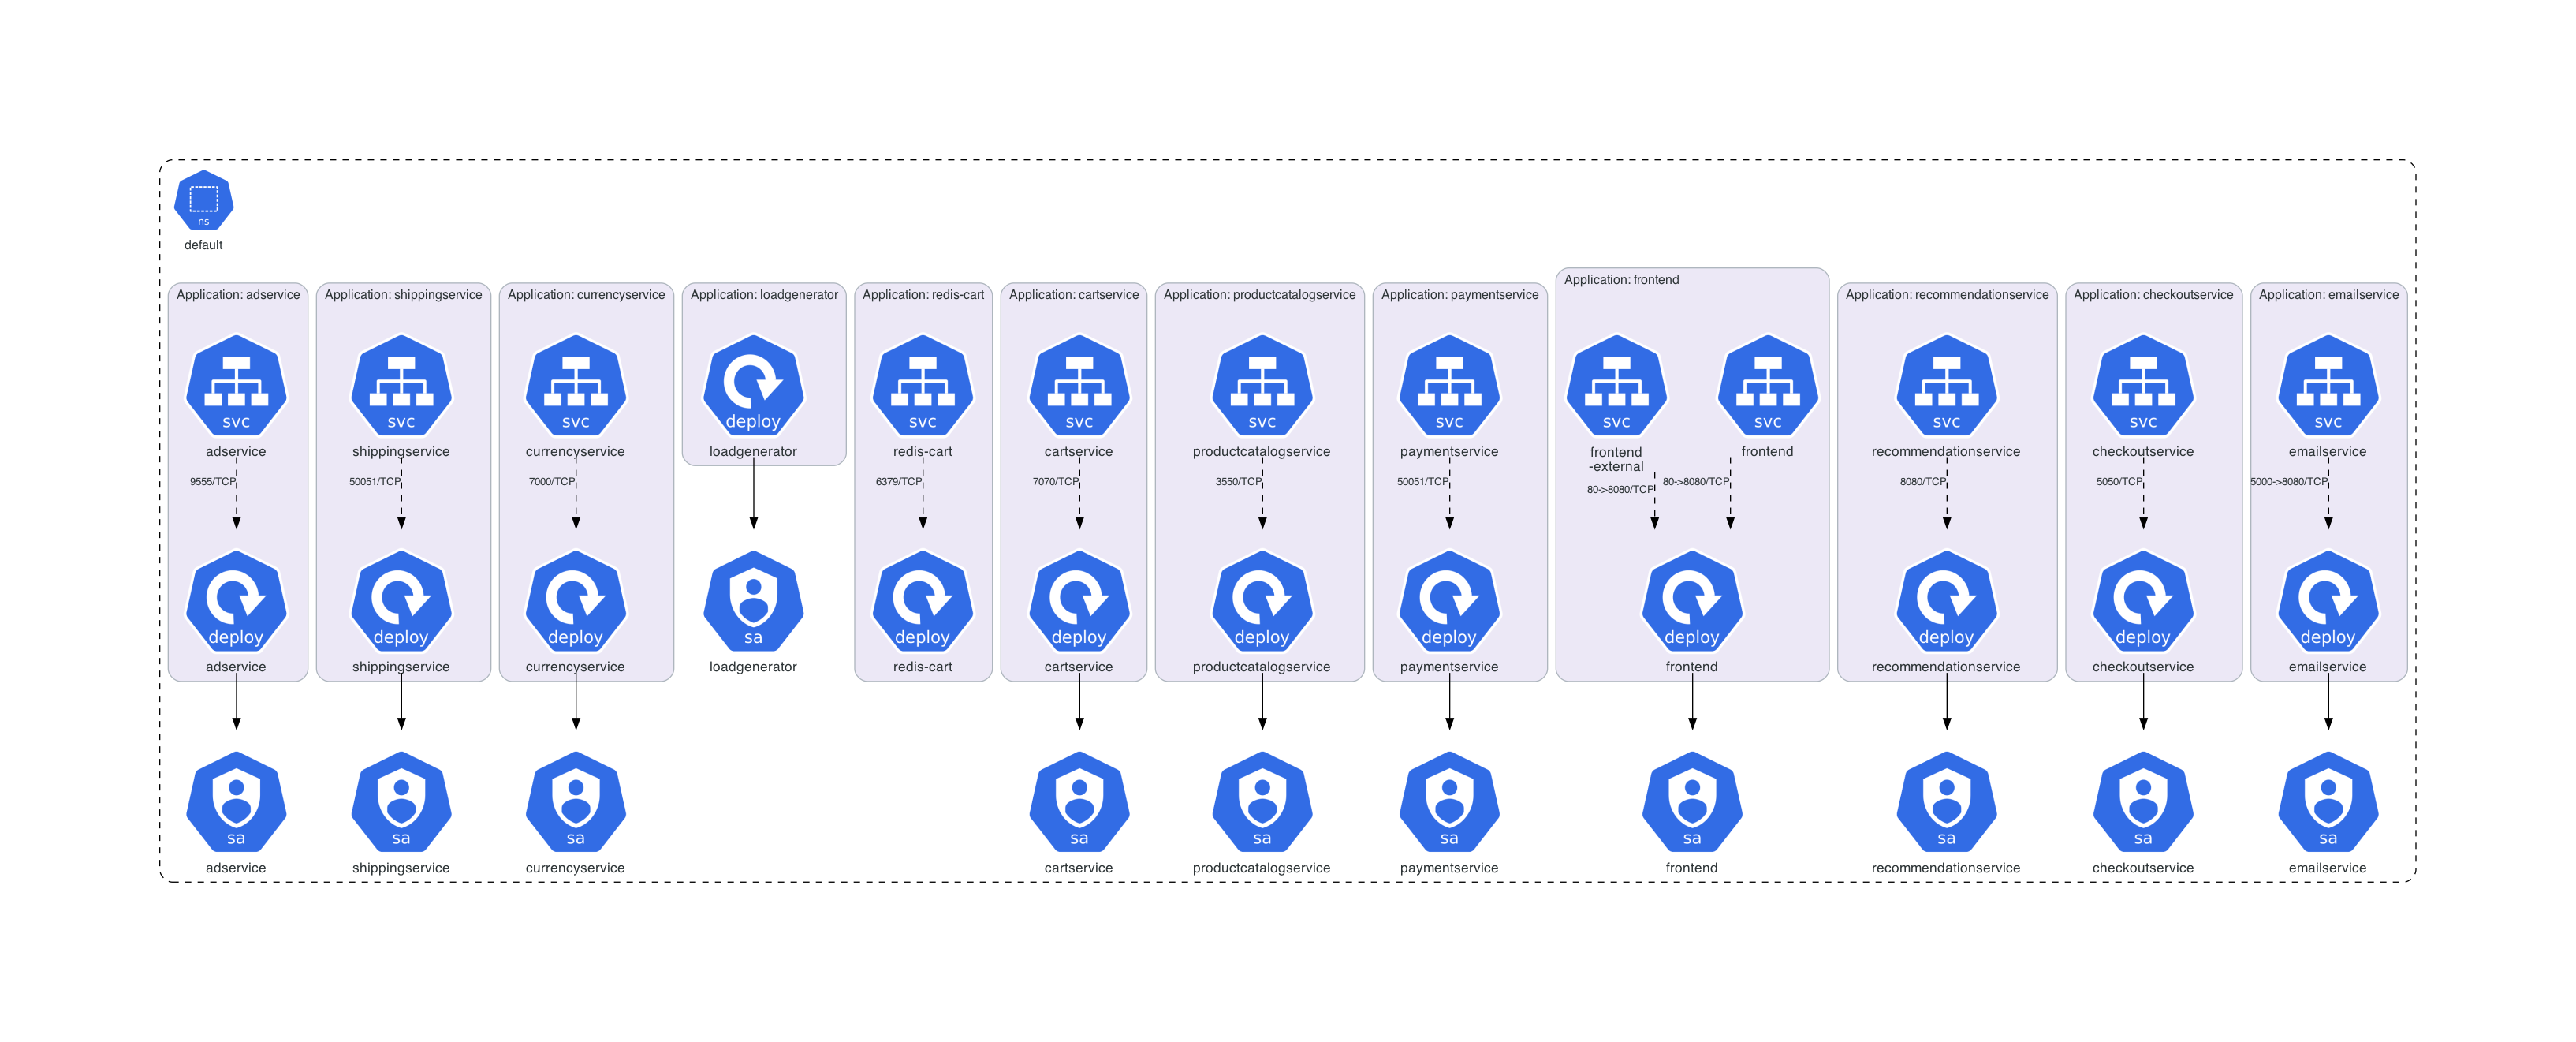 ns
default
Application: adservice
Application: shippingservice
Application: currencyservice
Application: loadgenerator
Application: redis-cart
Application: cartservice
Application: productcatalogservice
Application: paymentservice
Application: frontend
Application: recommendationservice
Application: checkoutservice
Application: emailservice
svc
svc
svc
deploy
svc
svc
svc
svc
svc
svc
svc
svc
svc
adservice
shippingservice
currencyservice
loadgenerator
redis-cart
cartservice
productcatalogservice
paymentservice
frontend
-external
frontend
recommendationservice
checkoutservice
emailservice
9555/TCP
50051/TCP
7000/TCP
6379/TCP
7070/TCP
3550/TCP
50051/TCP
80->8080/TCP
80->8080/TCP
8080/TCP
5050/TCP
5000->8080/TCP
deploy
deploy
deploy
sa
deploy
deploy
deploy
deploy
deploy
deploy
deploy
deploy
adservice
shippingservice
currencyservice
loadgenerator
redis-cart
cartservice
productcatalogservice
paymentservice
frontend
recommendationservice
checkoutservice
emailservice
sa
sa
sa
sa
sa
sa
sa
sa
sa
sa
adservice
shippingservice
currencyservice
cartservice
productcatalogservice
paymentservice
frontend
recommendationservice
checkoutservice
emailservice